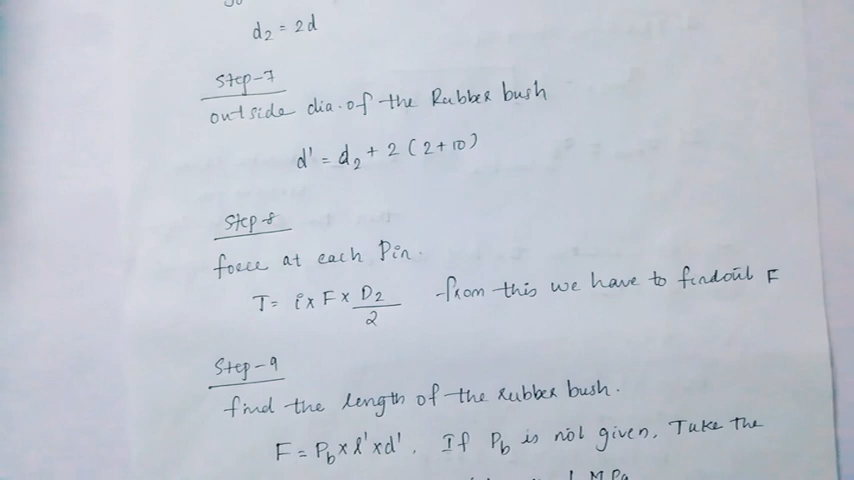 d₂ = 2d
Step-7
outside dia. of the Rubber bush
d' = d₂ + 2 (2+10)
Step-8
force at each Pin.
T = i × F × D₂/2 from this we have to findout F
Step-9
find the length of the rubber bush.
F = P_b × l' × d'. If P_b is not given. Take the
1 MPa